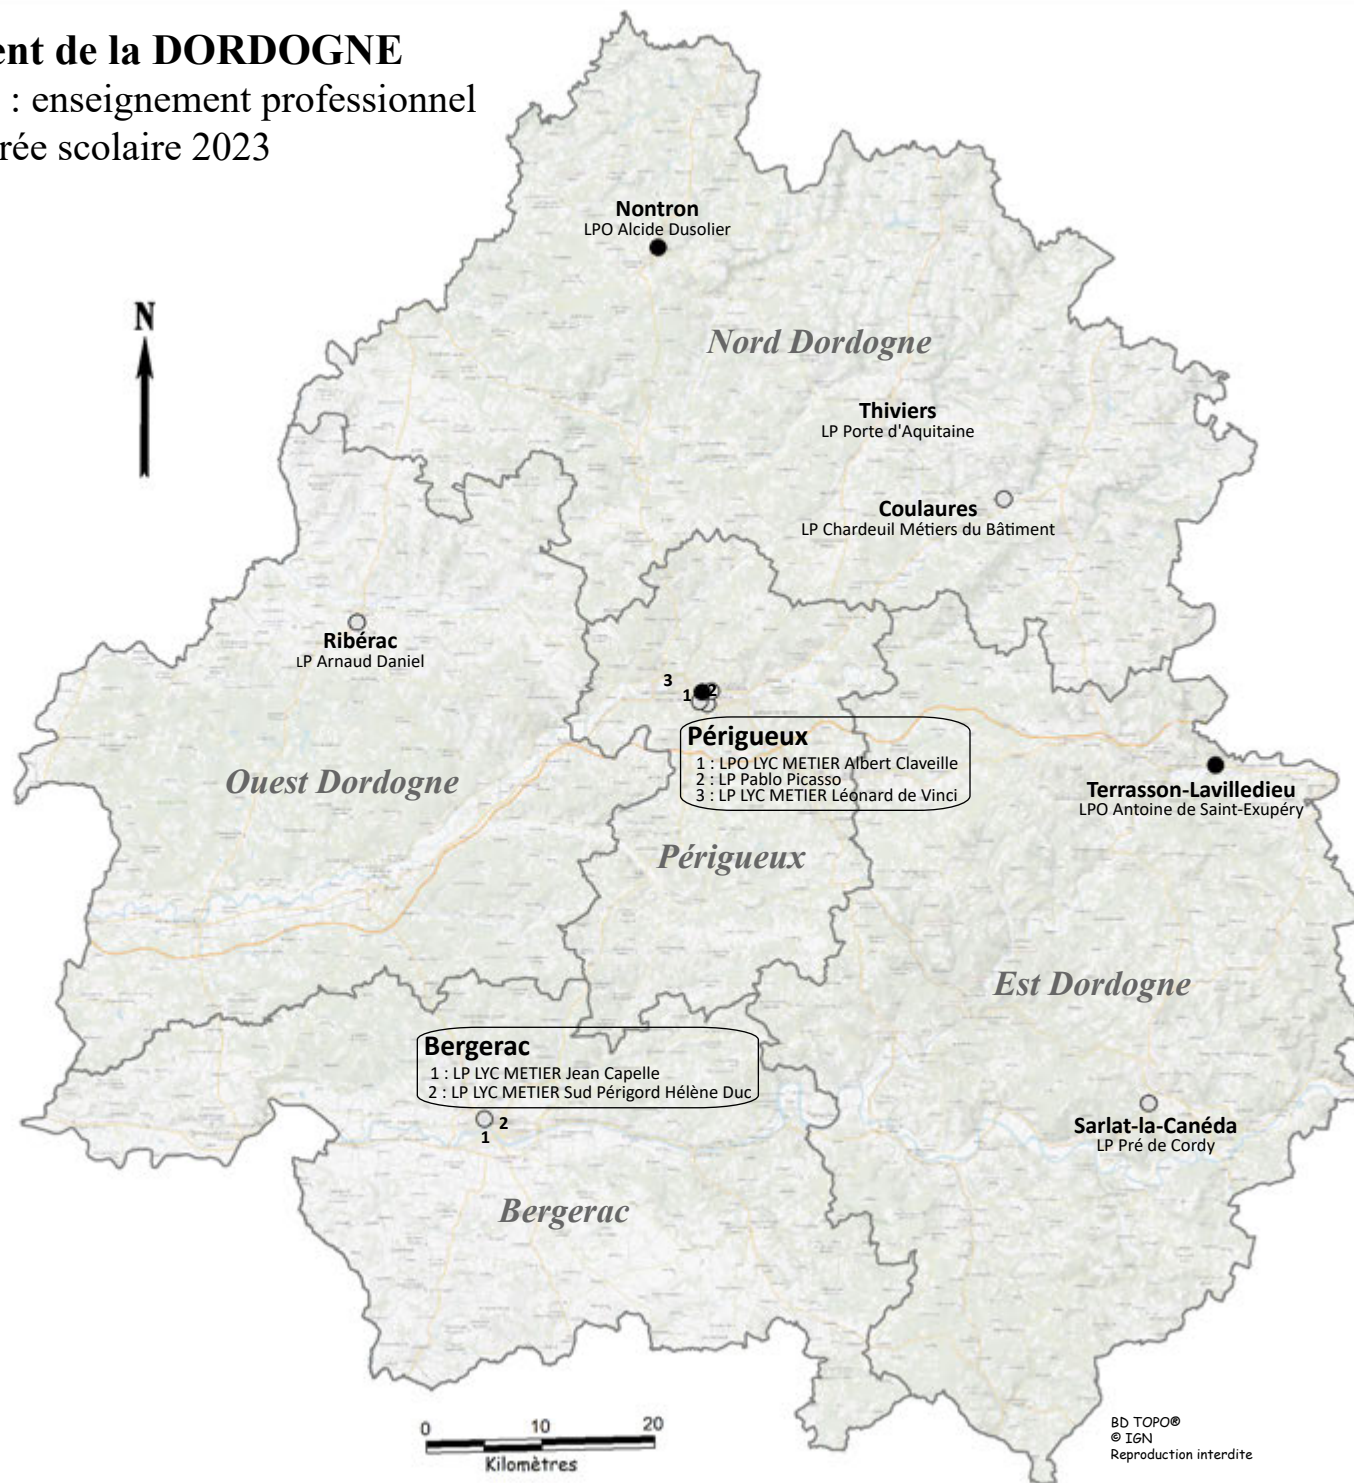 ent de la DORDOGNE
: enseignement professionnel
rée scolaire 2023
N
Nontron
LPO Alcide Dusolier
Nord Dordogne
Thiviers
LP Porte d'Aquitaine
Coulaures
LP Chardeuil Métiers du Bâtiment
Ribérac
LP Arnaud Daniel
3
1
2
Périgueux
1 : LPO LYC METIER Albert Claveille
2 : LP Pablo Picasso
3 : LP LYC METIER Léonard de Vinci
Ouest Dordogne
Terrasson-Lavilledieu
LPO Antoine de Saint-Exupéry
Périgueux
Est Dordogne
Bergerac
1 : LP LYC METIER Jean Capelle
2 : LP LYC METIER Sud Périgord Hélène Duc
2
1
Sarlat-la-Canéda
LP Pré de Cordy
Bergerac
0 10 20
Kilomètres
BD TOPO®
© IGN
Reproduction interdite